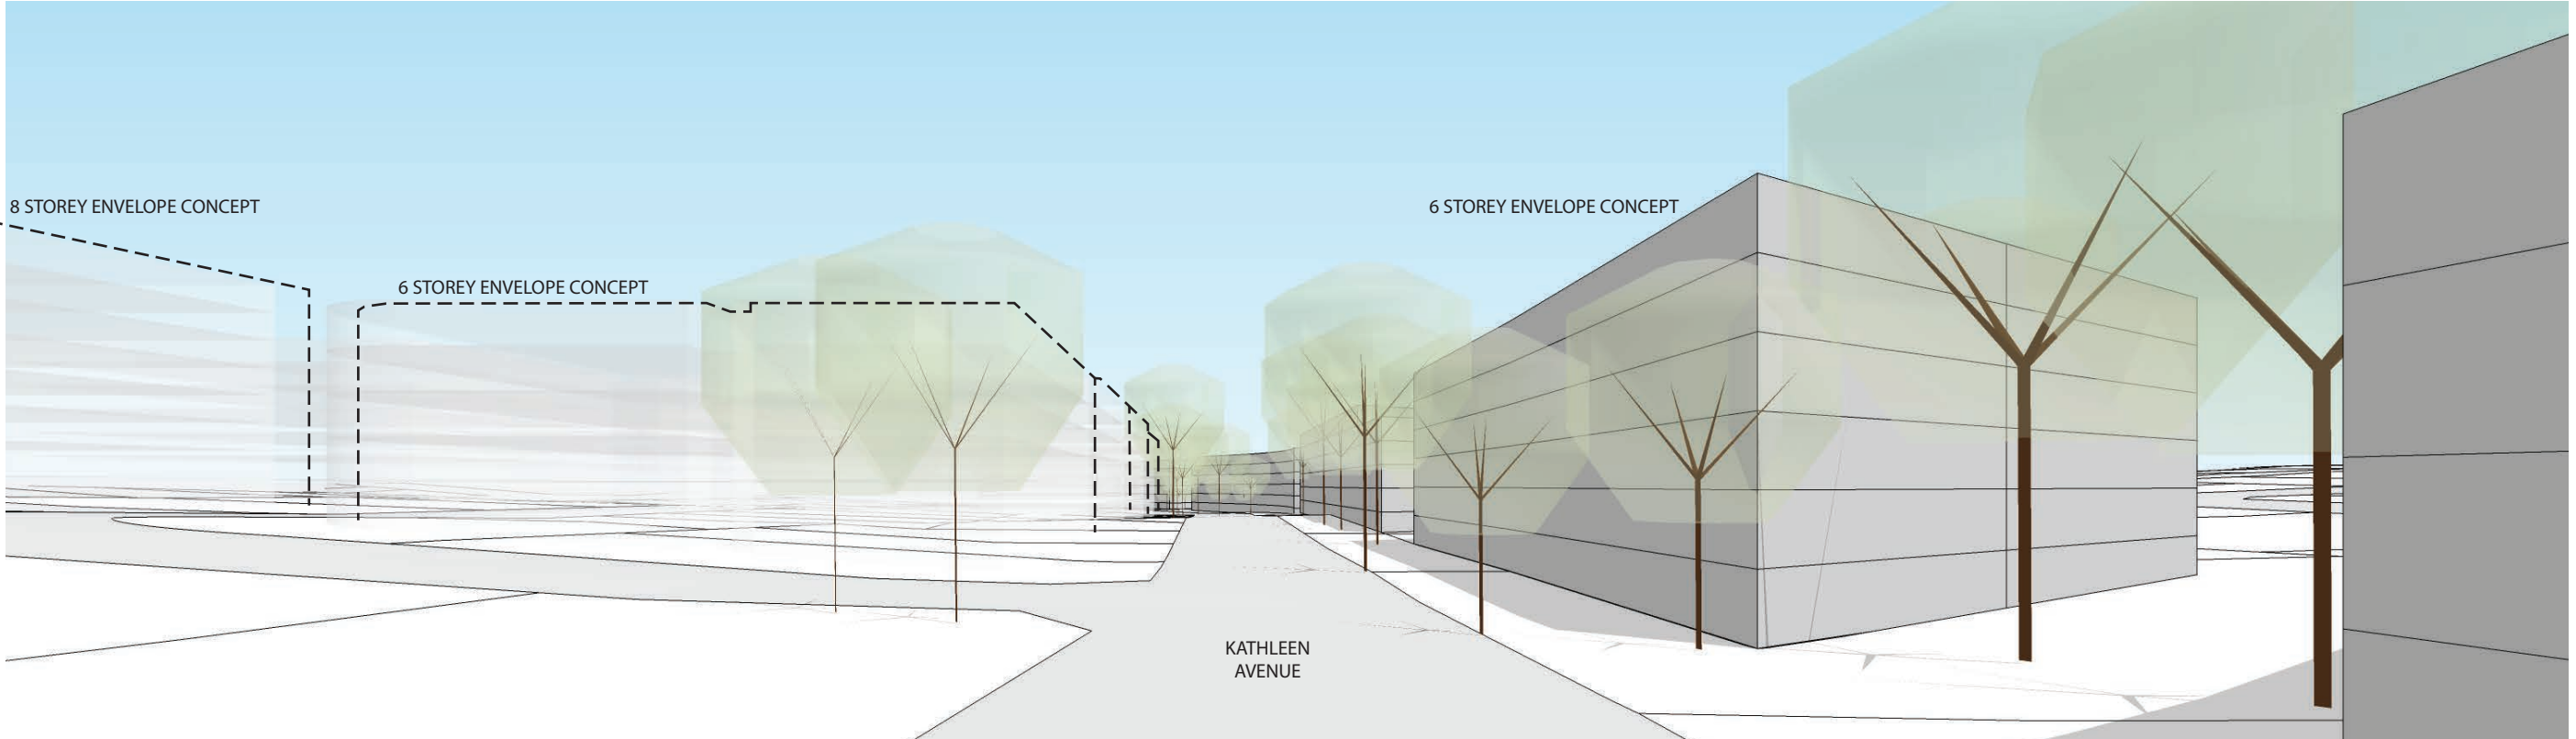 8 STOREY ENVELOPE CONCEPT
6 STOREY ENVELOPE CONCEPT
6 STOREY ENVELOPE CONCEPT
KATHLEEN
AVENUE